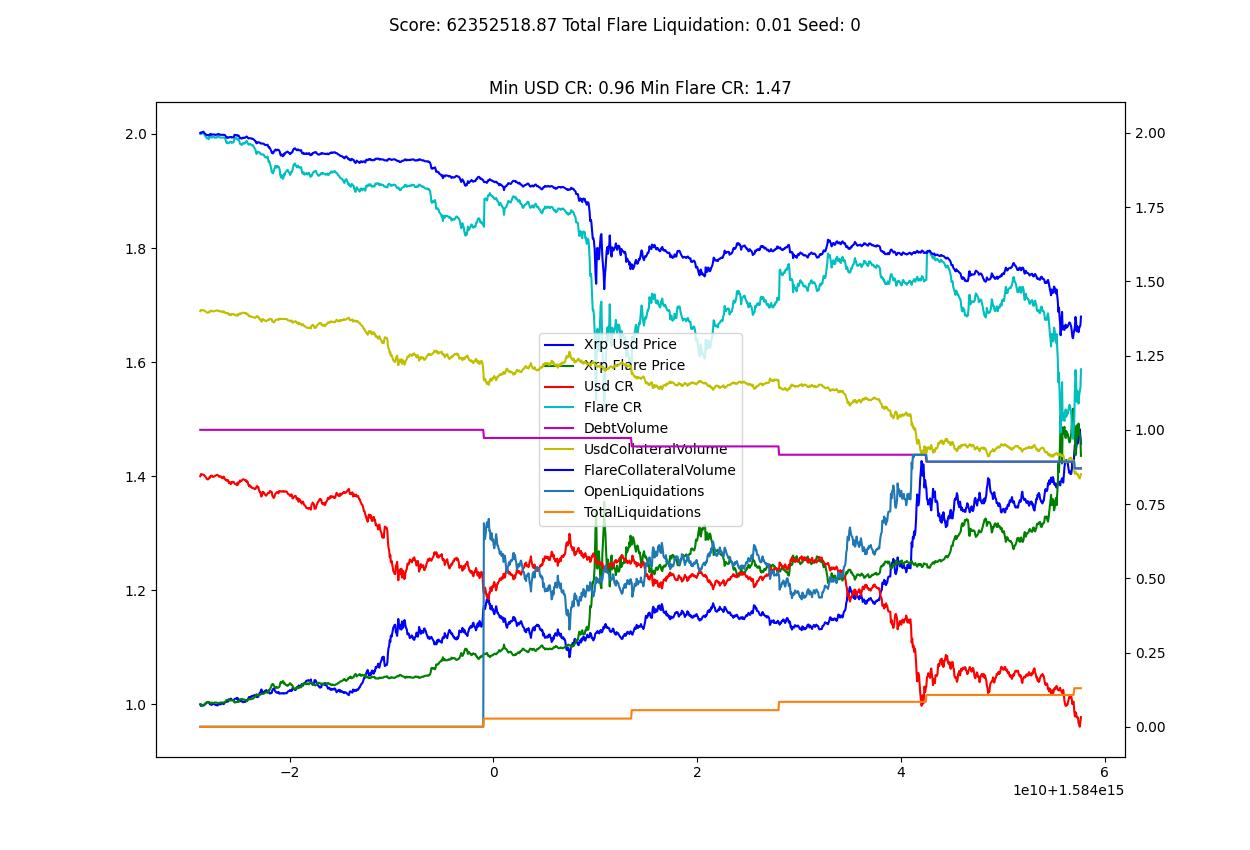 Score: 62352518.87 Total Flare Liquidation: 0.01 Seed: 0
Min USD CR: 0.96 Min Flare CR: 1.47
2.0
1.8
1.6
1.4
1.2
1.0
2.00
1.75
1.50
1.25
1.00
0.75
0.50
0.25
0.00
Xrp Usd Price
Xrp Flare Price
Usd CR
Flare CR
DebtVolume
UsdCollateralVolume
FlareCollateralVolume
OpenLiquidations
TotalLiquidations
−2
0
2
4
6
1e10+1.584e15